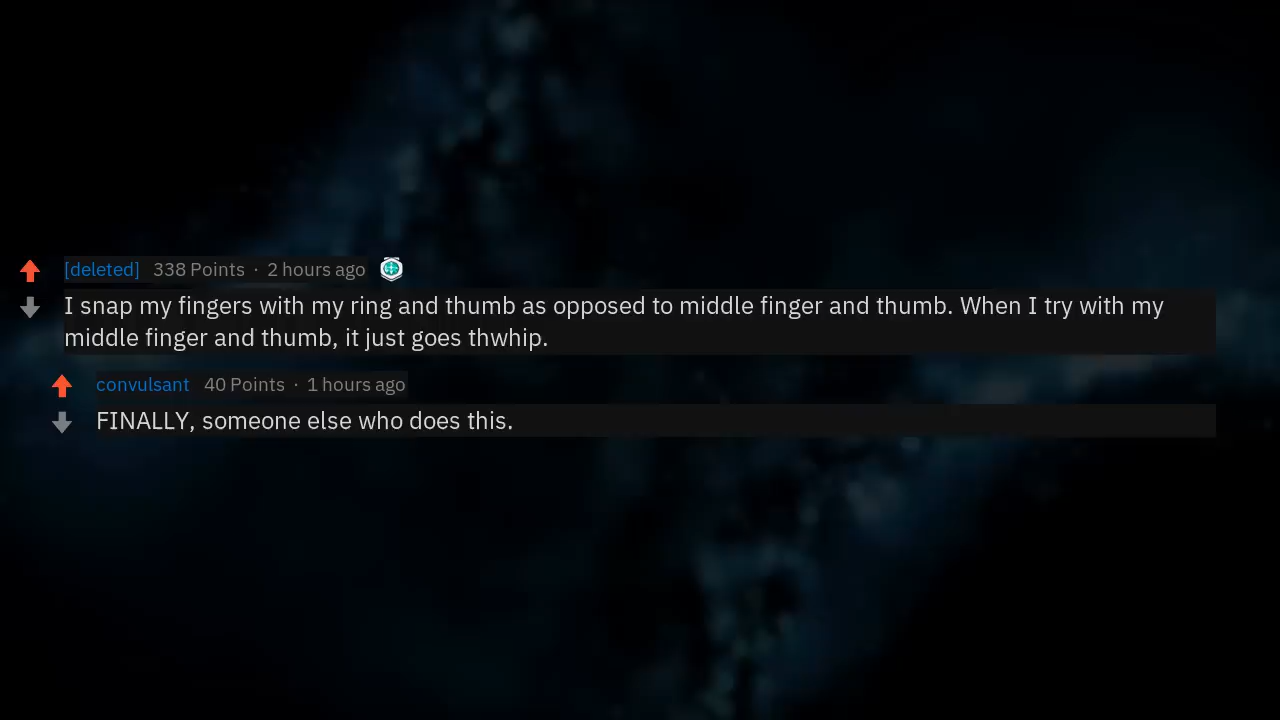 [deleted] 338 Points · 2 hours ago
I snap my fingers with my ring and thumb as opposed to middle finger and thumb. When I try with my
middle finger and thumb, it just goes thwhip.
convulsant 40 Points · 1 hours ago
FINALLY, someone else who does this.